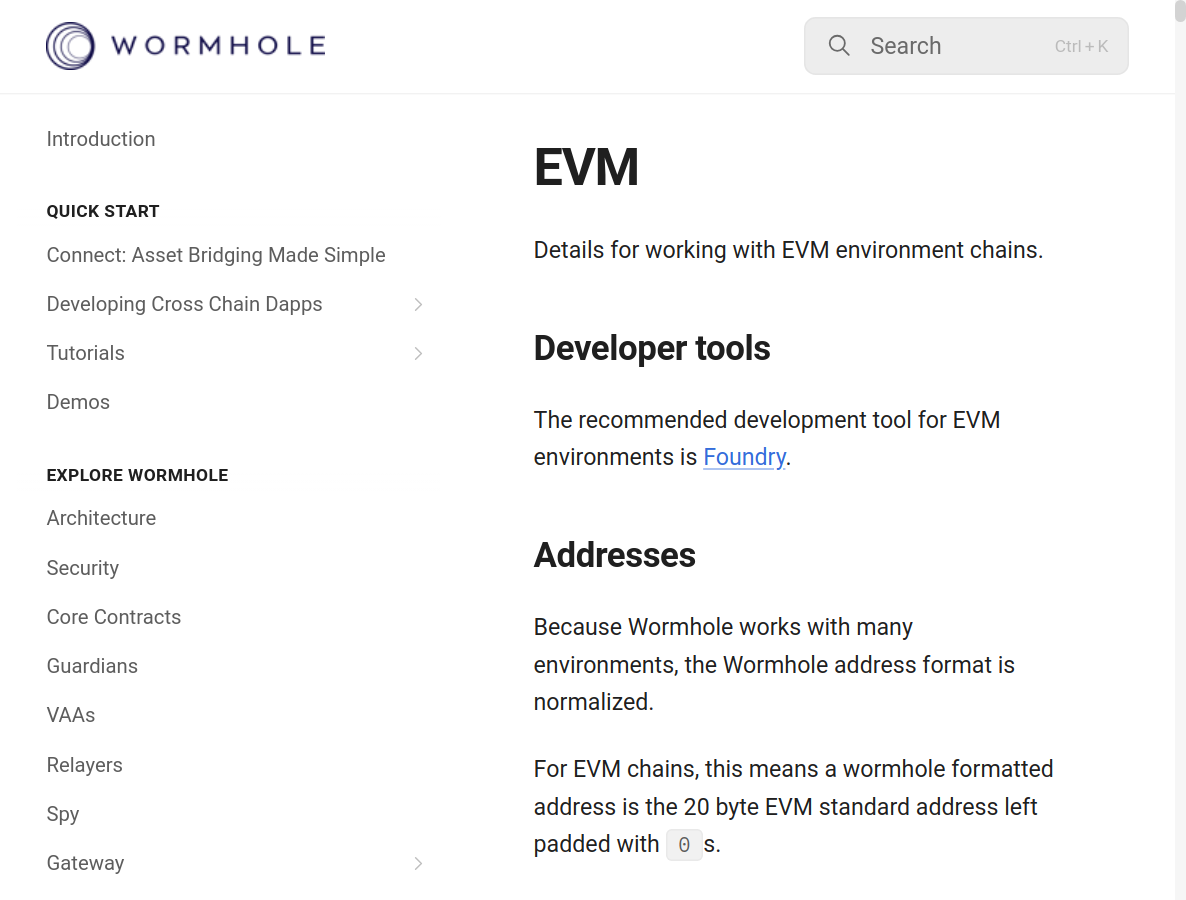 WORMHOLE
Search
Ctrl + K
Introduction
QUICK START
Connect: Asset Bridging Made Simple
Developing Cross Chain Dapps
Tutorials
Demos
EXPLORE WORMHOLE
Architecture
Security
Core Contracts
Guardians
VAAs
Relayers
Spy
Gateway
EVM
Details for working with EVM environment chains.
Developer tools
The recommended development tool for EVM
environments is Foundry.
Addresses
Because Wormhole works with many
environments, the Wormhole address format is
normalized.
For EVM chains, this means a wormhole formatted
address is the 20 byte EVM standard address left
padded with 0 s.